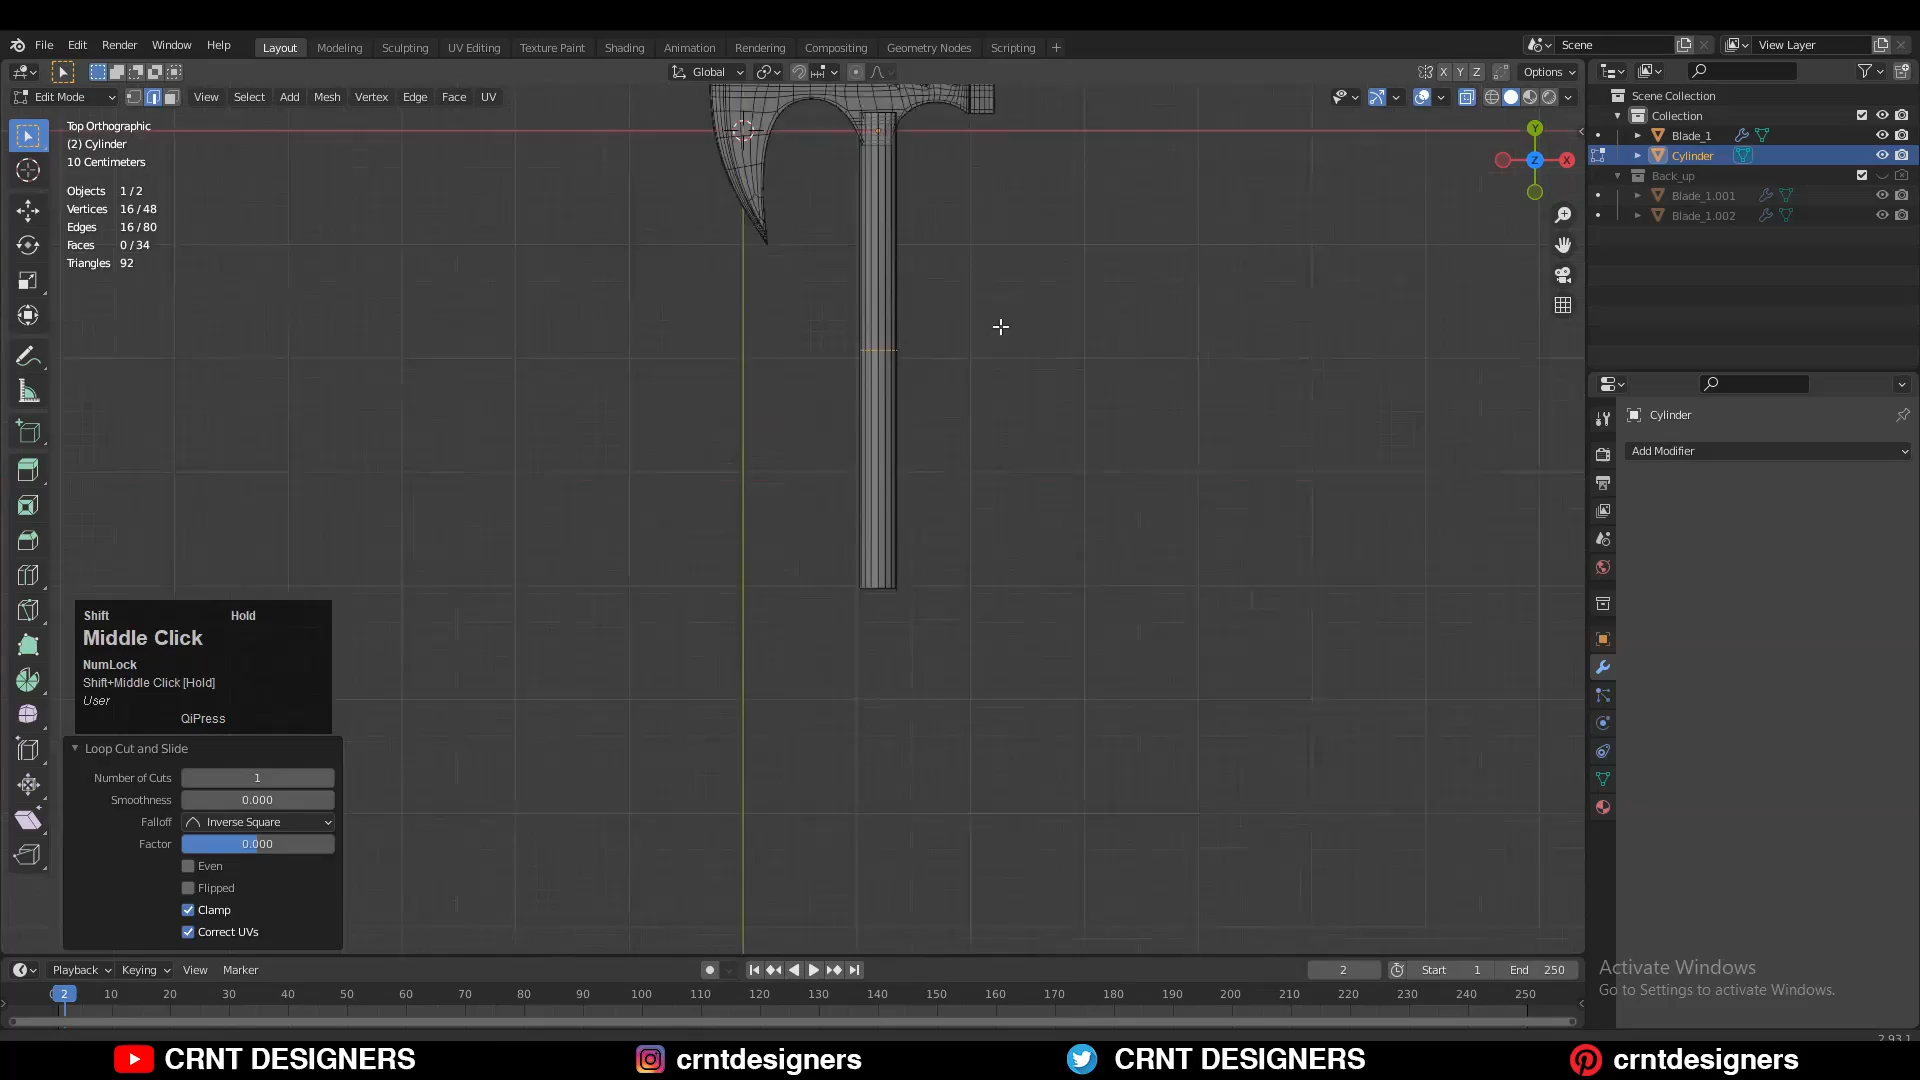 File Edit Render Window Help Layout Modeling Sculpting UV Editing Texture Paint Shading Animation Rendering Compositing Geometry Nodes Scripting + Scene View Layer
Global X Y Z Options
Edit Mode View Select Add Mesh Vertex Edge Face UV
Scene Collection
Collection
Blade_1
Cylinder
Back_up
Blade_1.001
Blade_1.002
Top Orthographic
(2) Cylinder
10 Centimeters
Objects 1 / 2
Vertices 16 / 48
Edges 16 / 80
Faces 0 / 34
Triangles 92
Y
Z X
Cylinder
Add Modifier
Shift Hold
Middle Click
NumLock
Shift+Middle Click [Hold]
User
QiPress
Loop Cut and Slide
Number of Cuts 1
Smoothness 0.000
Falloff Inverse Square
Factor 0.000
Even
Flipped
Clamp
Correct UVs
Playback Keying View Marker 2 Start 1 End 250
2 10 20 30 40 50 60 70 80 90 100 110 120 130 140 150 160 170 180 190 200 210 220 230 240 250
Activate Windows
Go to Settings to activate Windows.
2.93.1
CRNT DESIGNERS crntdesigners CRNT DESIGNERS crntdesigners